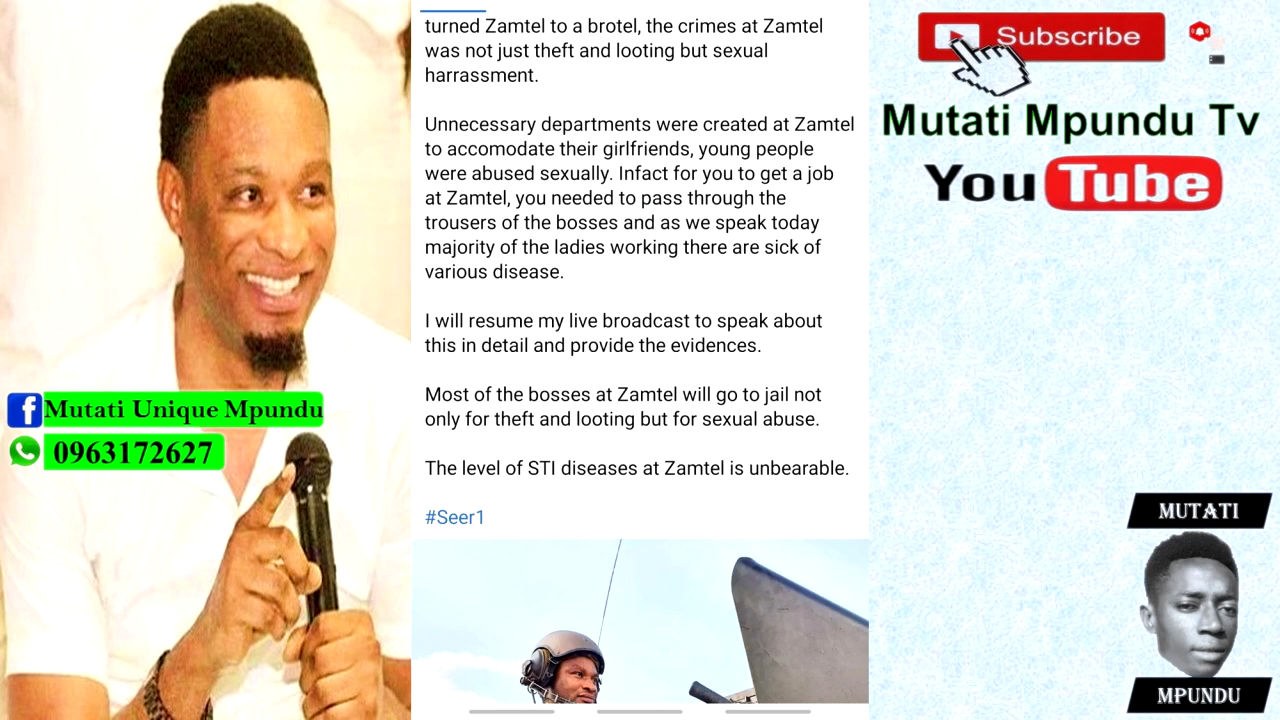 turned Zamtel to a brotel, the crimes at Zamtel
was not just theft and looting but sexual
harrassment.
Unnecessary departments were created at Zamtel
to accomodate their girlfriends, young people
were abused sexually. Infact for you to get a job
at Zamtel, you needed to pass through the
trousers of the bosses and as we speak today
majority of the ladies working there are sick of
various disease.
I will resume my live broadcast to speak about
this in detail and provide the evidences.
Most of the bosses at Zamtel will go to jail not
only for theft and looting but for sexual abuse.
The level of STI diseases at Zamtel is unbearable.
#Seer1
Mutati Unique Mpundu
0963172627
Subscribe
Mutati Mpundu Tv
YouTube
MUTATI
MPUNDU